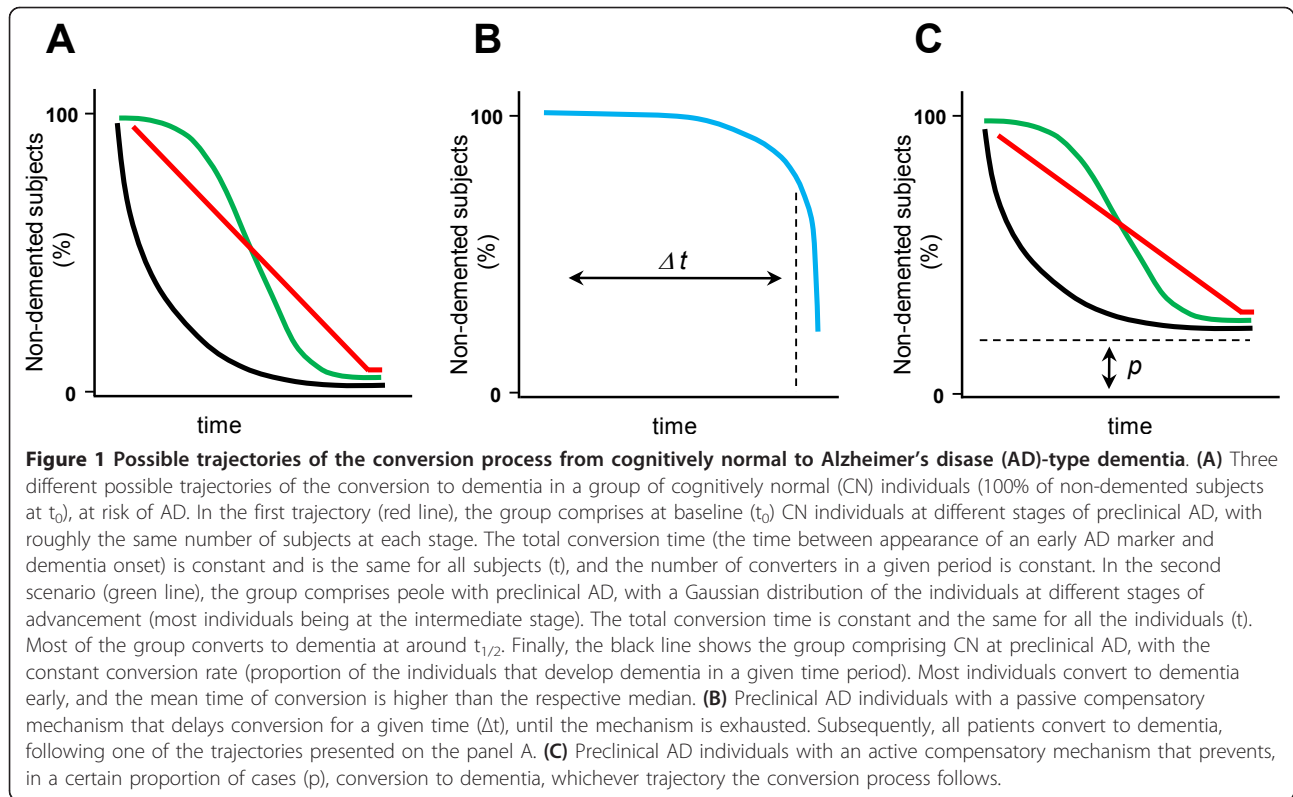 A
B
C
100
0
Non-demented subjects
(%)
time
100
0
Non-demented subjects
(%)
Δt
time
100
0
Non-demented subjects
(%)
p
time
Figure 1 Possible trajectories of the conversion process from cognitively normal to Alzheimer's disase (AD)-type dementia. (A) Three
different possible trajectories of the conversion to dementia in a group of cognitively normal (CN) individuals (100% of non-demented subjects
at t0), at risk of AD. In the first trajectory (red line), the group comprises at baseline (t0) CN individuals at different stages of preclinical AD, with
roughly the same number of subjects at each stage. The total conversion time (the time between appearance of an early AD marker and
dementia onset) is constant and is the same for all subjects (t), and the number of converters in a given period is constant. In the second
scenario (green line), the group comprises peole with preclinical AD, with a Gaussian distribution of the individuals at different stages of
advancement (most individuals being at the intermediate stage). The total conversion time is constant and the same for all the individuals (t).
Most of the group converts to dementia at around t1/2. Finally, the black line shows the group comprising CN at preclinical AD, with the
constant conversion rate (proportion of the individuals that develop dementia in a given time period). Most individuals convert to dementia
early, and the mean time of conversion is higher than the respective median. (B) Preclinical AD individuals with a passive compensatory
mechanism that delays conversion for a given time (Δt), until the mechanism is exhausted. Subsequently, all patients convert to dementia,
following one of the trajectories presented on the panel A. (C) Preclinical AD individuals with an active compensatory mechanism that prevents,
in a certain proportion of cases (p), conversion to dementia, whichever trajectory the conversion process follows.